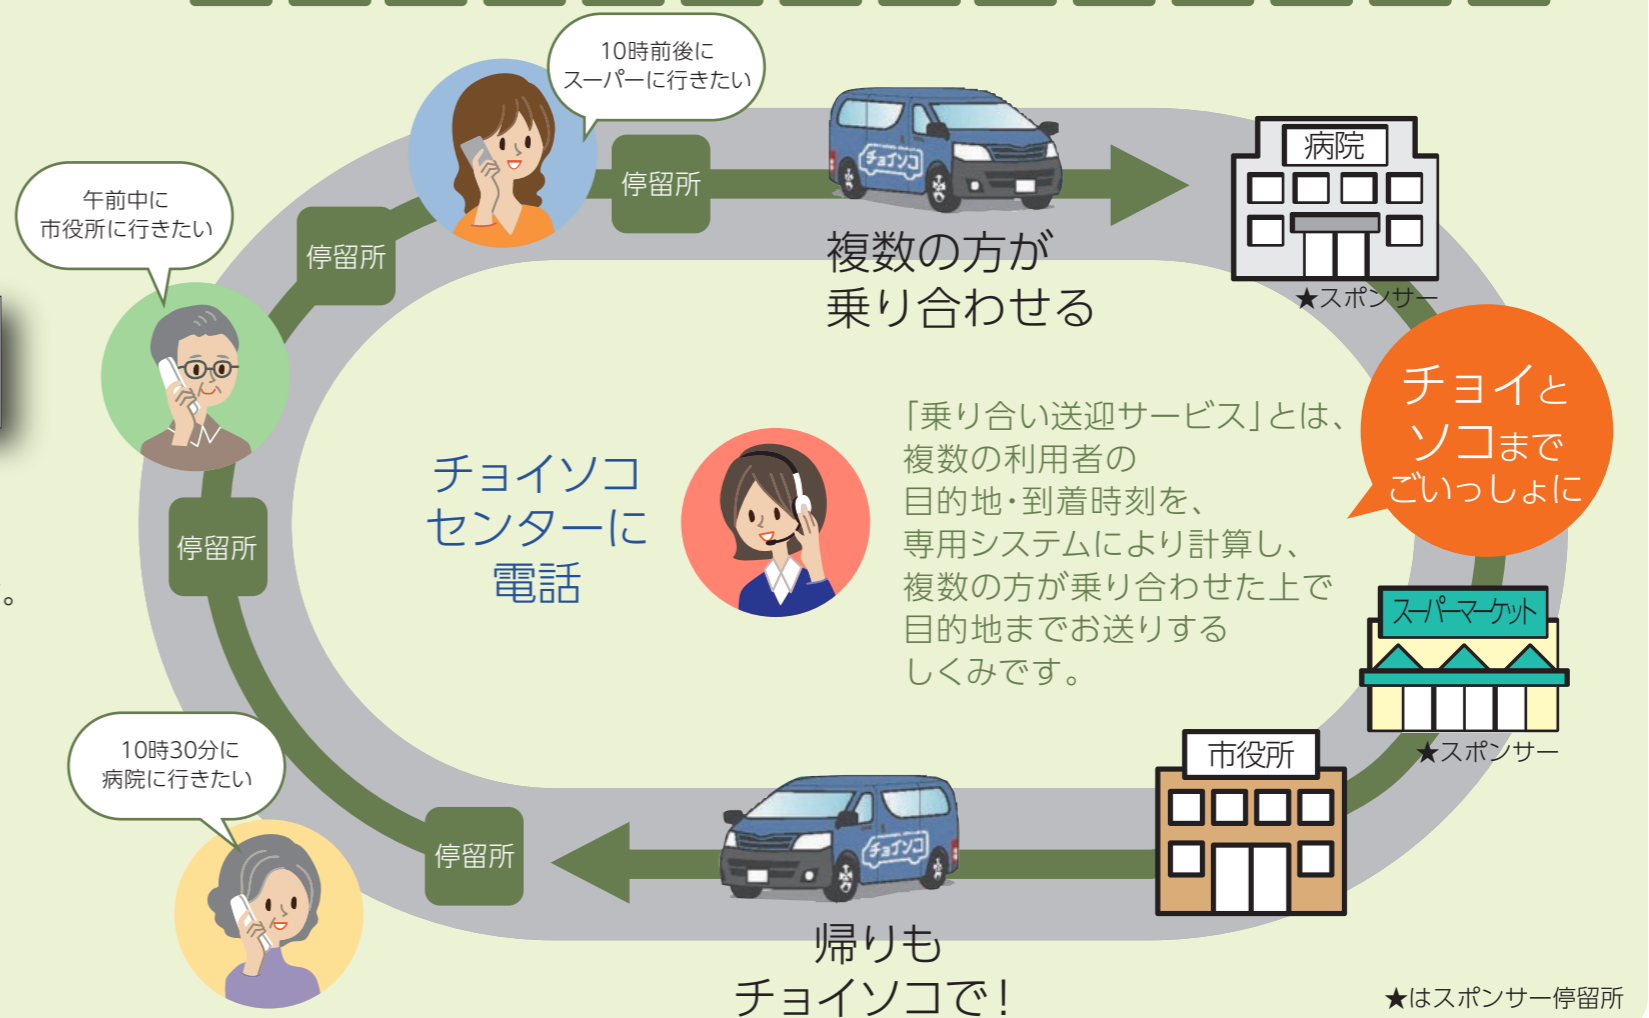 10時前後に
スーパーに行きたい
午前中に
市役所に行きたい
停留所
停留所
チョイソコ
病院
★スポンサー
複数の方が
乗り合わせる
チョイと
ソコまで
ごいっしょに
「乗り合い送迎サービス」とは、
複数の利用者の
目的地・到着時刻を、
専用システムにより計算し、
複数の方が乗り合わせた上で
目的地までお送りする
しくみです。
チョイソコ
センターに
電話
停留所
。
スーパーマーケット
★スポンサー
10時30分に
病院に行きたい
停留所
チョイソコ
市役所
帰りも
チョイソコで!
★はスポンサー停留所